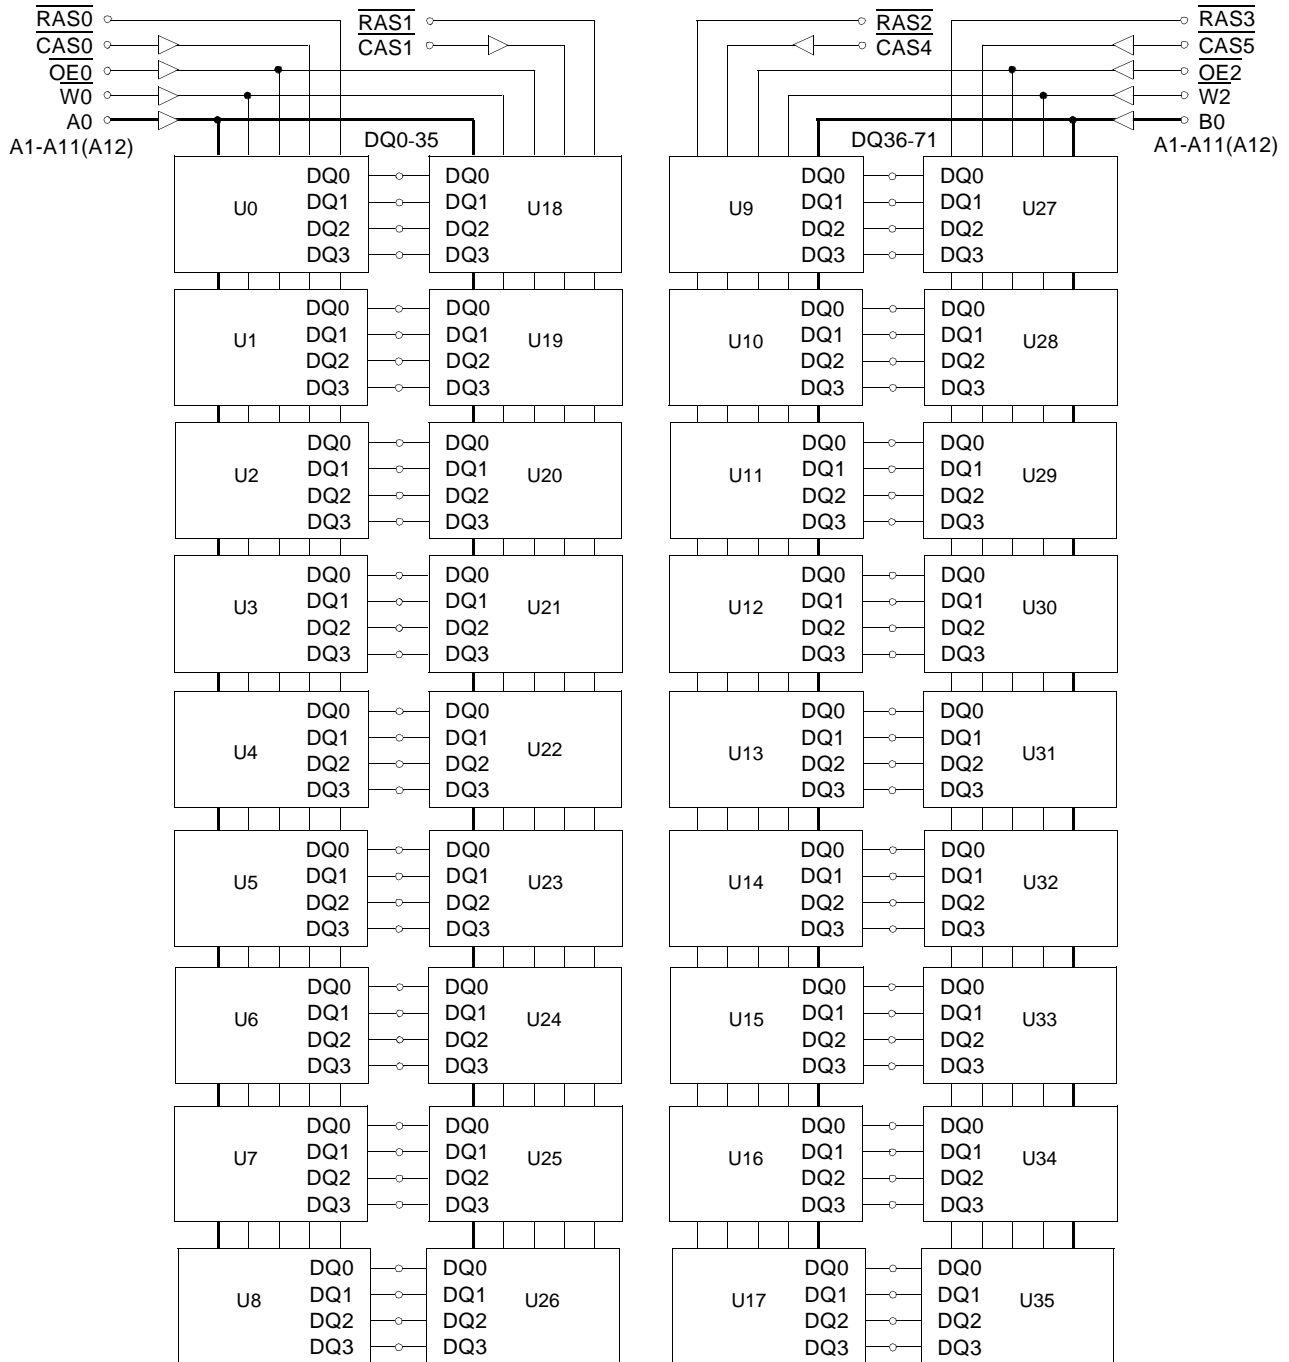 RAS0 RAS1 RAS2 RAS3
CAS0 CAS1 CAS4 CAS5
OE0 OE2
W0 W2
A0 B0
A1-A11(A12) DQ0-35 DQ36-71 A1-A11(A12)
DQ0 DQ0 DQ0 DQ0
U0 DQ1 DQ1 U18 U9 DQ1 DQ1 U27
DQ2 DQ2 DQ2 DQ2
DQ3 DQ3 DQ3 DQ3
DQ0 DQ0 DQ0 DQ0
U1 DQ1 DQ1 U19 U10 DQ1 DQ1 U28
DQ2 DQ2 DQ2 DQ2
DQ3 DQ3 DQ3 DQ3
DQ0 DQ0 DQ0 DQ0
U2 DQ1 DQ1 U20 U11 DQ1 DQ1 U29
DQ2 DQ2 DQ2 DQ2
DQ3 DQ3 DQ3 DQ3
DQ0 DQ0 DQ0 DQ0
U3 DQ1 DQ1 U21 U12 DQ1 DQ1 U30
DQ2 DQ2 DQ2 DQ2
DQ3 DQ3 DQ3 DQ3
DQ0 DQ0 DQ0 DQ0
U4 DQ1 DQ1 U22 U13 DQ1 DQ1 U31
DQ2 DQ2 DQ2 DQ2
DQ3 DQ3 DQ3 DQ3
DQ0 DQ0 DQ0 DQ0
U5 DQ1 DQ1 U23 U14 DQ1 DQ1 U32
DQ2 DQ2 DQ2 DQ2
DQ3 DQ3 DQ3 DQ3
DQ0 DQ0 DQ0 DQ0
U6 DQ1 DQ1 U24 U15 DQ1 DQ1 U33
DQ2 DQ2 DQ2 DQ2
DQ3 DQ3 DQ3 DQ3
DQ0 DQ0 DQ0 DQ0
U7 DQ1 DQ1 U25 U16 DQ1 DQ1 U34
DQ2 DQ2 DQ2 DQ2
DQ3 DQ3 DQ3 DQ3
DQ0 DQ0 DQ0 DQ0
U8 DQ1 DQ1 U26 U17 DQ1 DQ1 U35
DQ2 DQ2 DQ2 DQ2
DQ3 DQ3 DQ3 DQ3